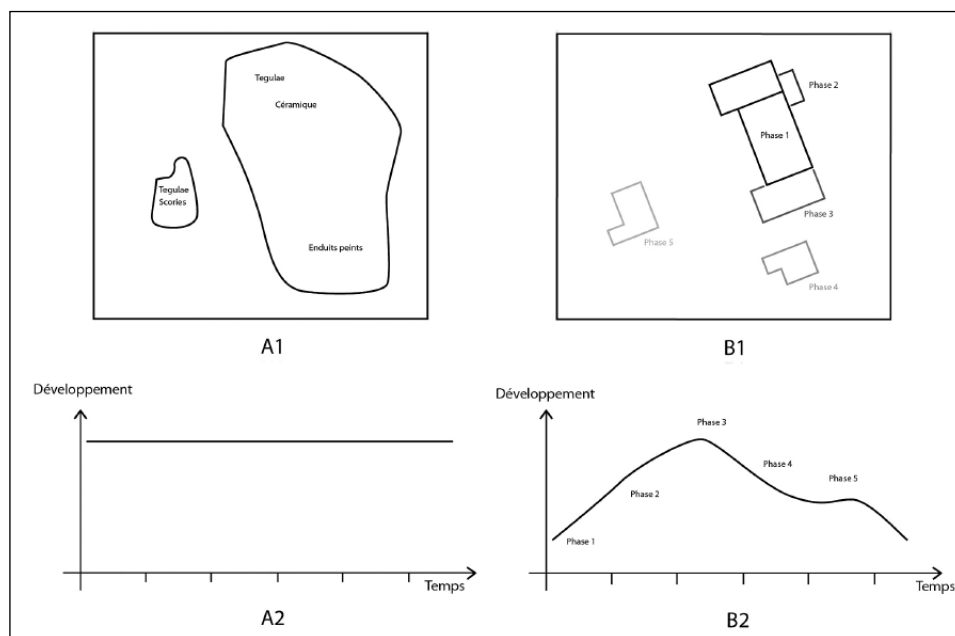 Tegulae
Céramique
Tegulae
Scories
Enduits peints
A1
Phase 2
Phase 1
Phase 3
Phase 5
Phase 4
B1
Développement
Temps
A2
Développement
Phase 3
Phase 4
Phase 5
Phase 2
Phase 1
Temps
B2